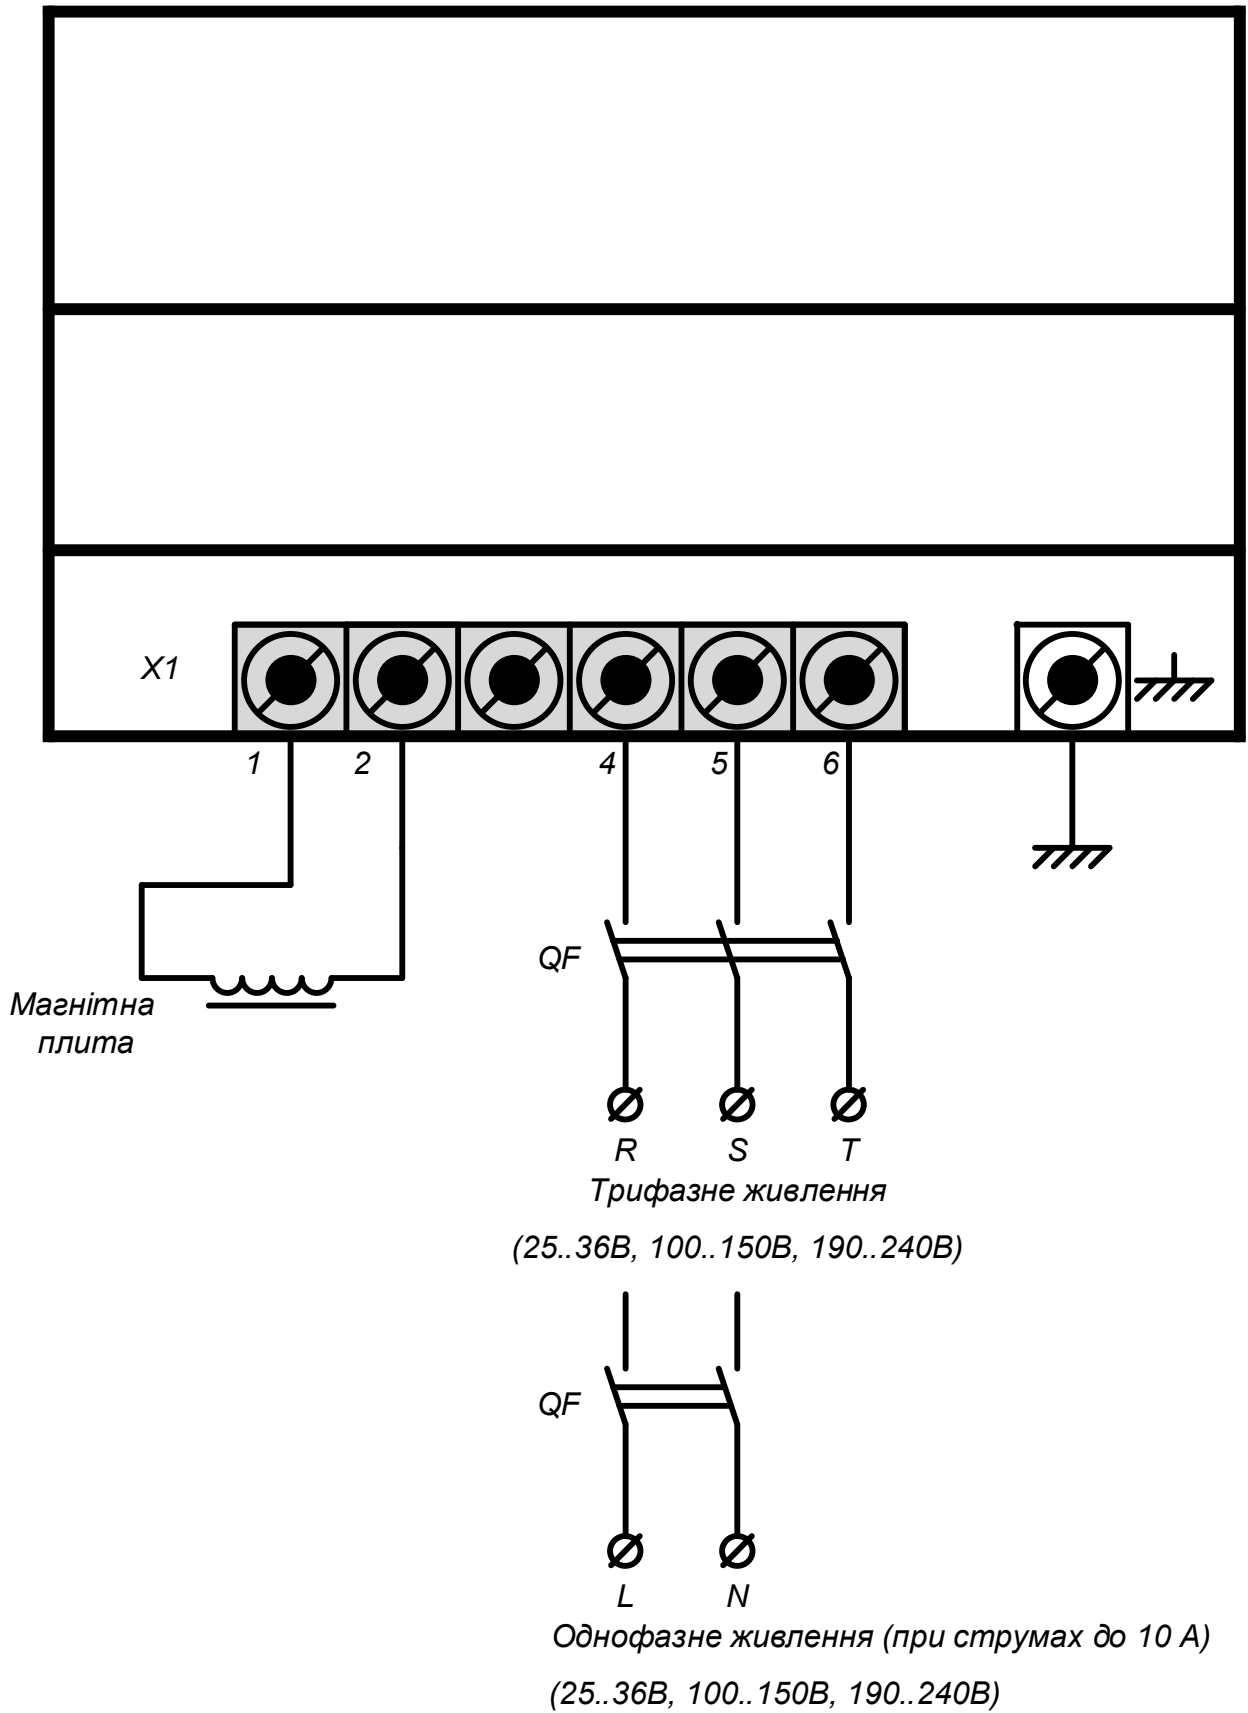 X1
1 2 4 5 6
QF
Магнітна
плита
R S T
Трифазне живлення
(25..36В, 100..150В, 190..240В)
QF
L N
Однофазне живлення (при струмах до 10 А)
(25..36В, 100..150В, 190..240В)